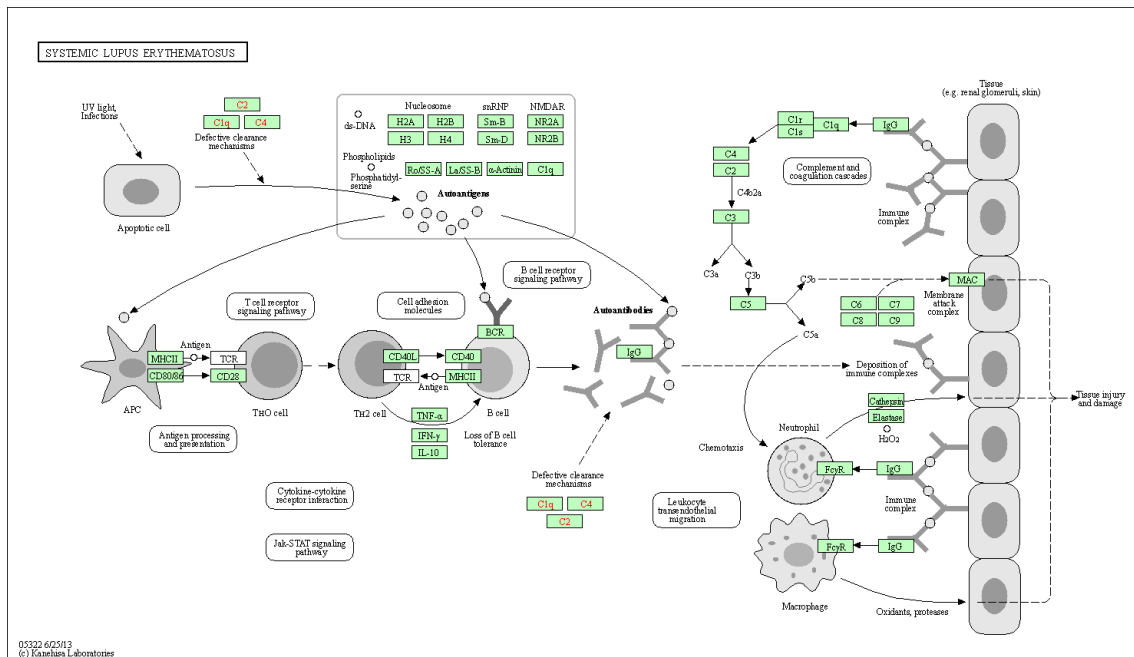 SYSTEMIC LUPUS ERYTHEMATOSUS
UV light,
Infections
C2
C1q
C4
Defective clearance
mechanisms
Apoptotic cell
Nucleosome
snRNP
NMDAR
ds-DNA
H2A
H2B
Sm-B
NR2A
H3
H4
Sm-D
NR2B
Phospholipids
Phosphatidyl-
serine
Ro/SS-A
La/SS-B
α-Actinin
C1q
Autoantigens
Tissue
(e.g. renal glomeruli, skin)
C1r
C1s
C1q
IgG
C4
C2
Complement and
coagulation cascades
C4b2a
C3
Immune
complex
C3a
C3b
C5b
C5
C5a
C6
C7
C8
C9
MAC
Membrane
attack
complex
B cell receptor
signaling pathway
T cell receptor
signaling pathway
Cell adhesion
molecules
BCR
Autoantibodies
IgG
Antigen
MHCII
TCR
CD80/86
CD28
APC
TH0 cell
CD40L
CD40
TCR
MHCII
Antigen
TH2 cell
B cell
Deposition of
immune complexes
Tissue injury
and damage
TNF-α
IFN-γ
IL-10
Loss of B cell
tolerance
Antigen processing
and presentation
Cathepsin
Elastase
H2O2
Neutrophil
Chemotaxis
FcγR
IgG
Immune
complex
Defective clearance
mechanisms
C1q
C4
C2
Cytokine-cytokine
receptor interaction
Leukocyte
transendothelial
migration
Jak-STAT signaling
pathway
FcγR
IgG
Macrophage
Oxidants, proteases
05322 6/25/13
(c) Kanehisa Laboratories